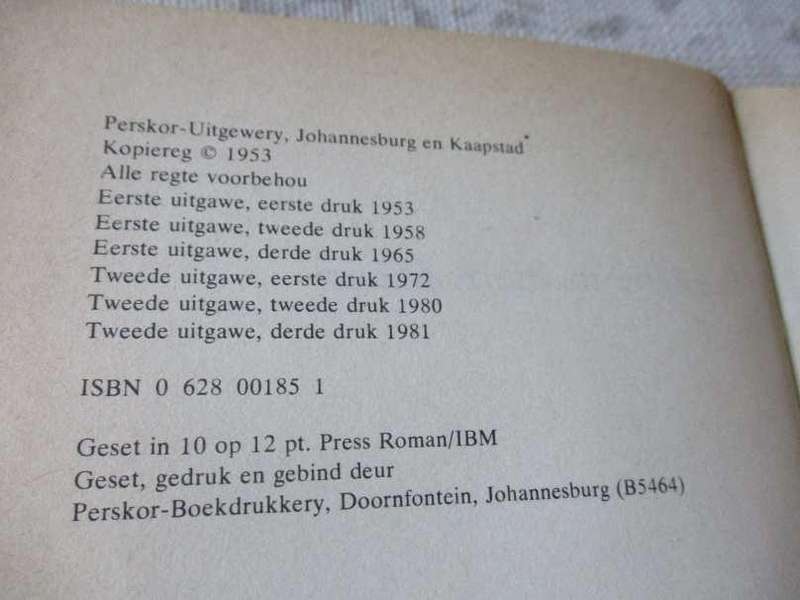 Perskor-Uitgewery, Johannesburg en Kaapstad
Kopiereg © 1953
Alle regte voorbehou
Eerste uitgawe, eerste druk 1953
Eerste uitgawe, tweede druk 1958
Eerste uitgawe, derde druk 1965
Tweede uitgawe, eerste druk 1972
Tweede uitgawe, tweede druk 1980
Tweede uitgawe, derde druk 1981
ISBN 0 628 00185 1
Geset in 10 op 12 pt. Press Roman/IBM
Geset, gedruk en gebind deur
Perskor-Boekdrukkery, Doornfontein, Johannesburg (B5464)